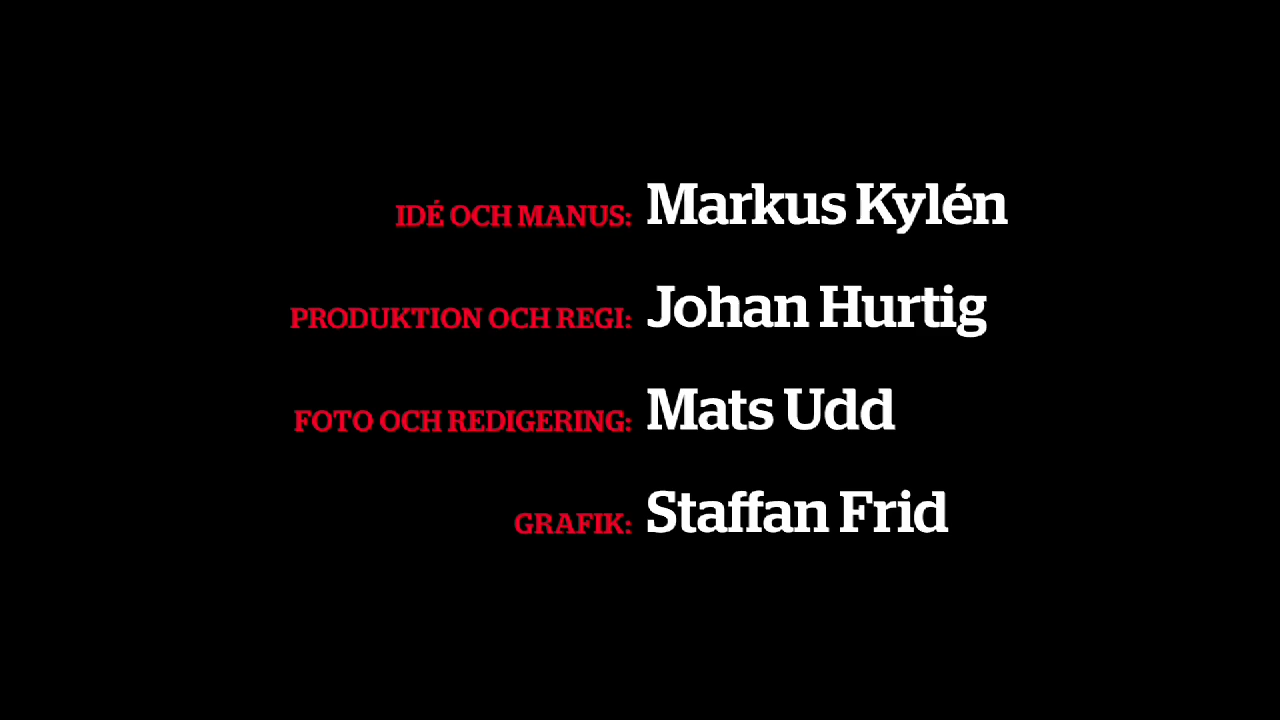 IDÉ OCH MANUS: Markus Kylén
PRODUKTION OCH REGI: Johan Hurtig
FOTO OCH REDIGERING: Mats Udd
GRAFIK: Staffan Frid